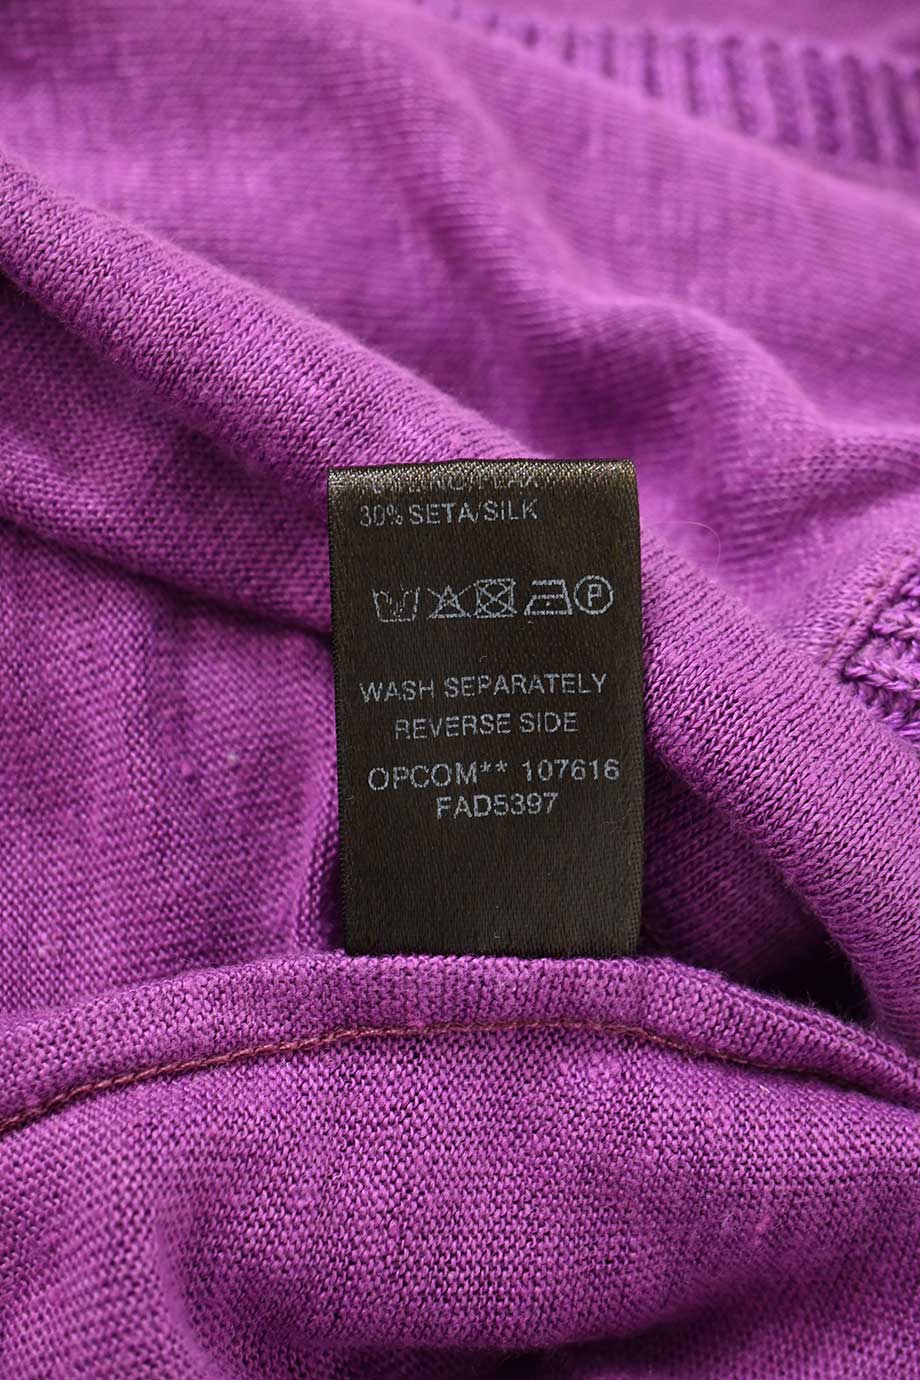 30% SETA/SILK
P
WASH SEPARATELY
REVERSE SIDE
OPCOM** 107616
FAD5397